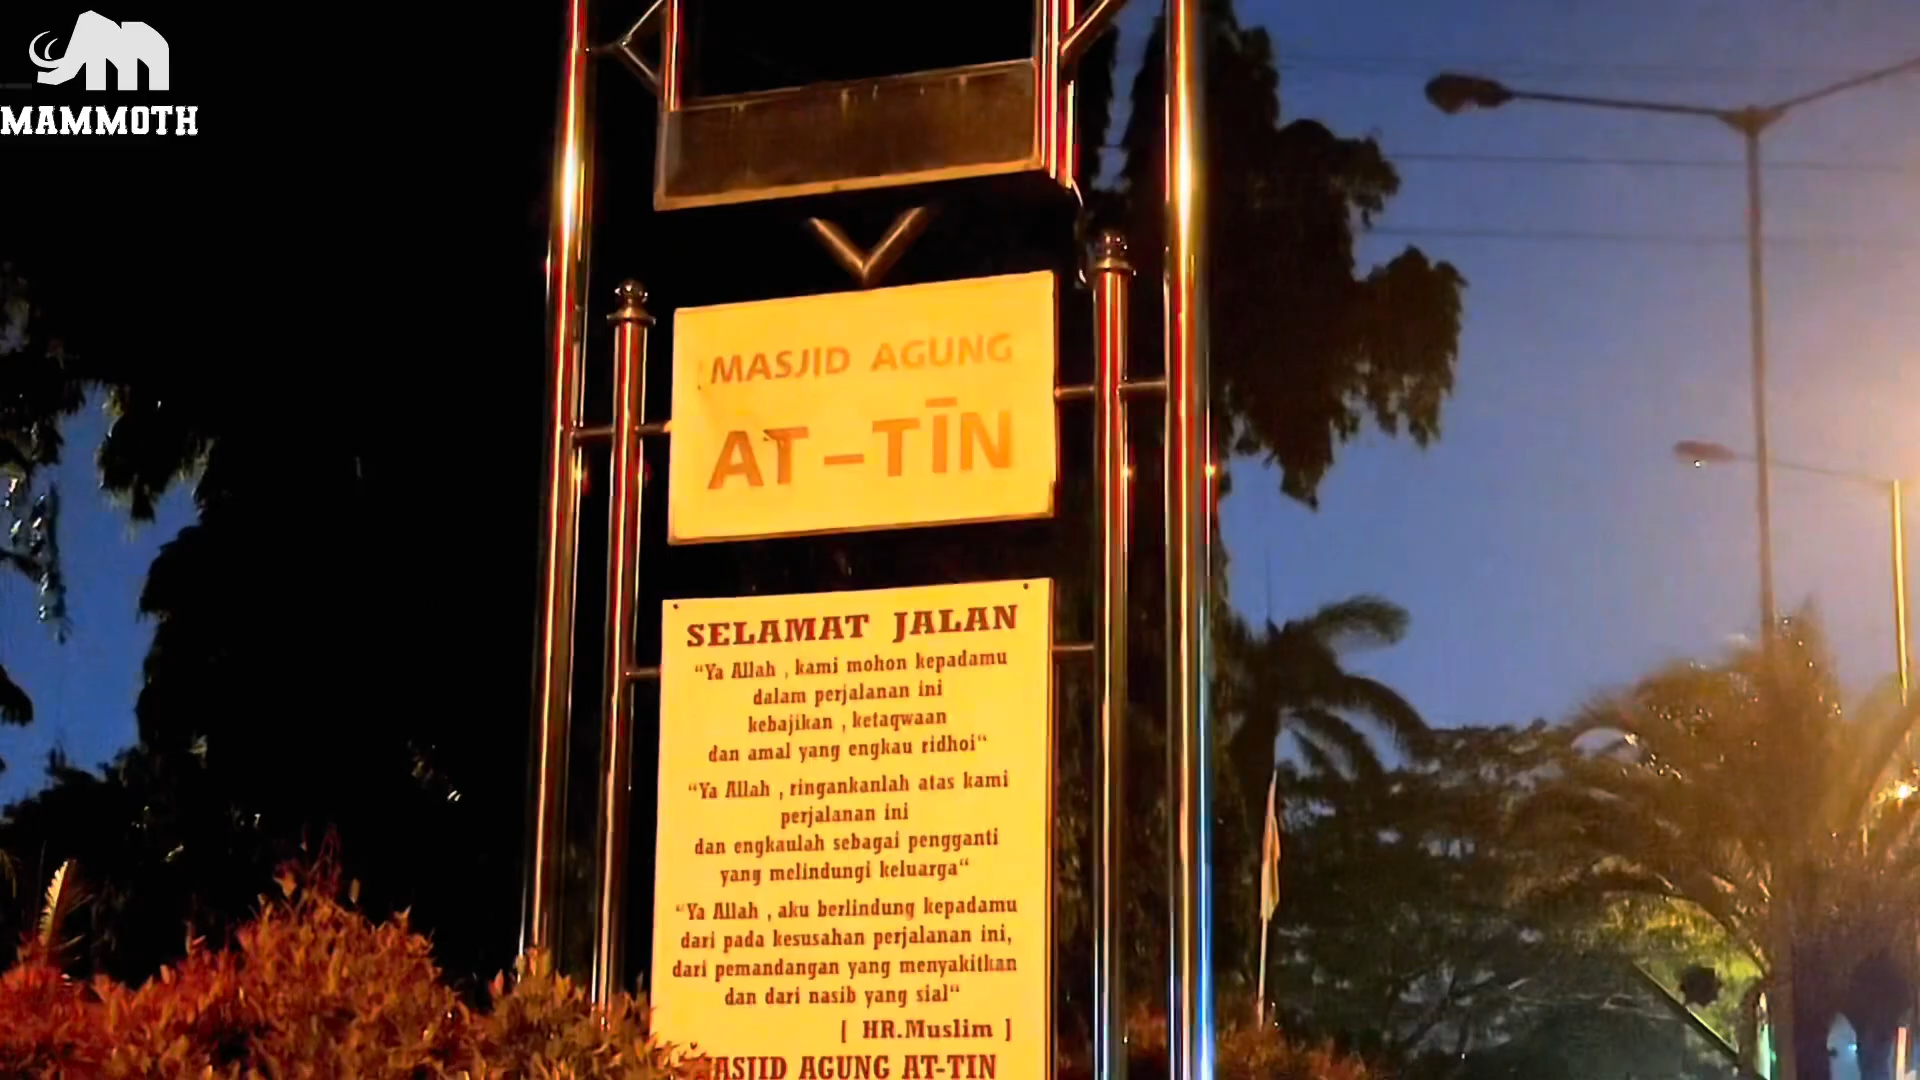 MAMMOTH
MASJID AGUNG
AT-TĪN
SELAMAT JALAN
“Ya Allah , kami mohon kepadamu
dalam perjalanan ini
kebajikan , ketaqwaan
dan amal yang engkau ridhoi“
“Ya Allah , ringankanlah atas kami
perjalanan ini
dan engkaulah sebagai pengganti
yang melindungi keluarga“
“Ya Allah , aku berlindung kepadamu
dari pada kesusahan perjalanan ini,
dari pemandangan yang menyakitkan
dan dari nasib yang sial“
[ HR.Muslim ]
MASJID AGUNG AT-TIN